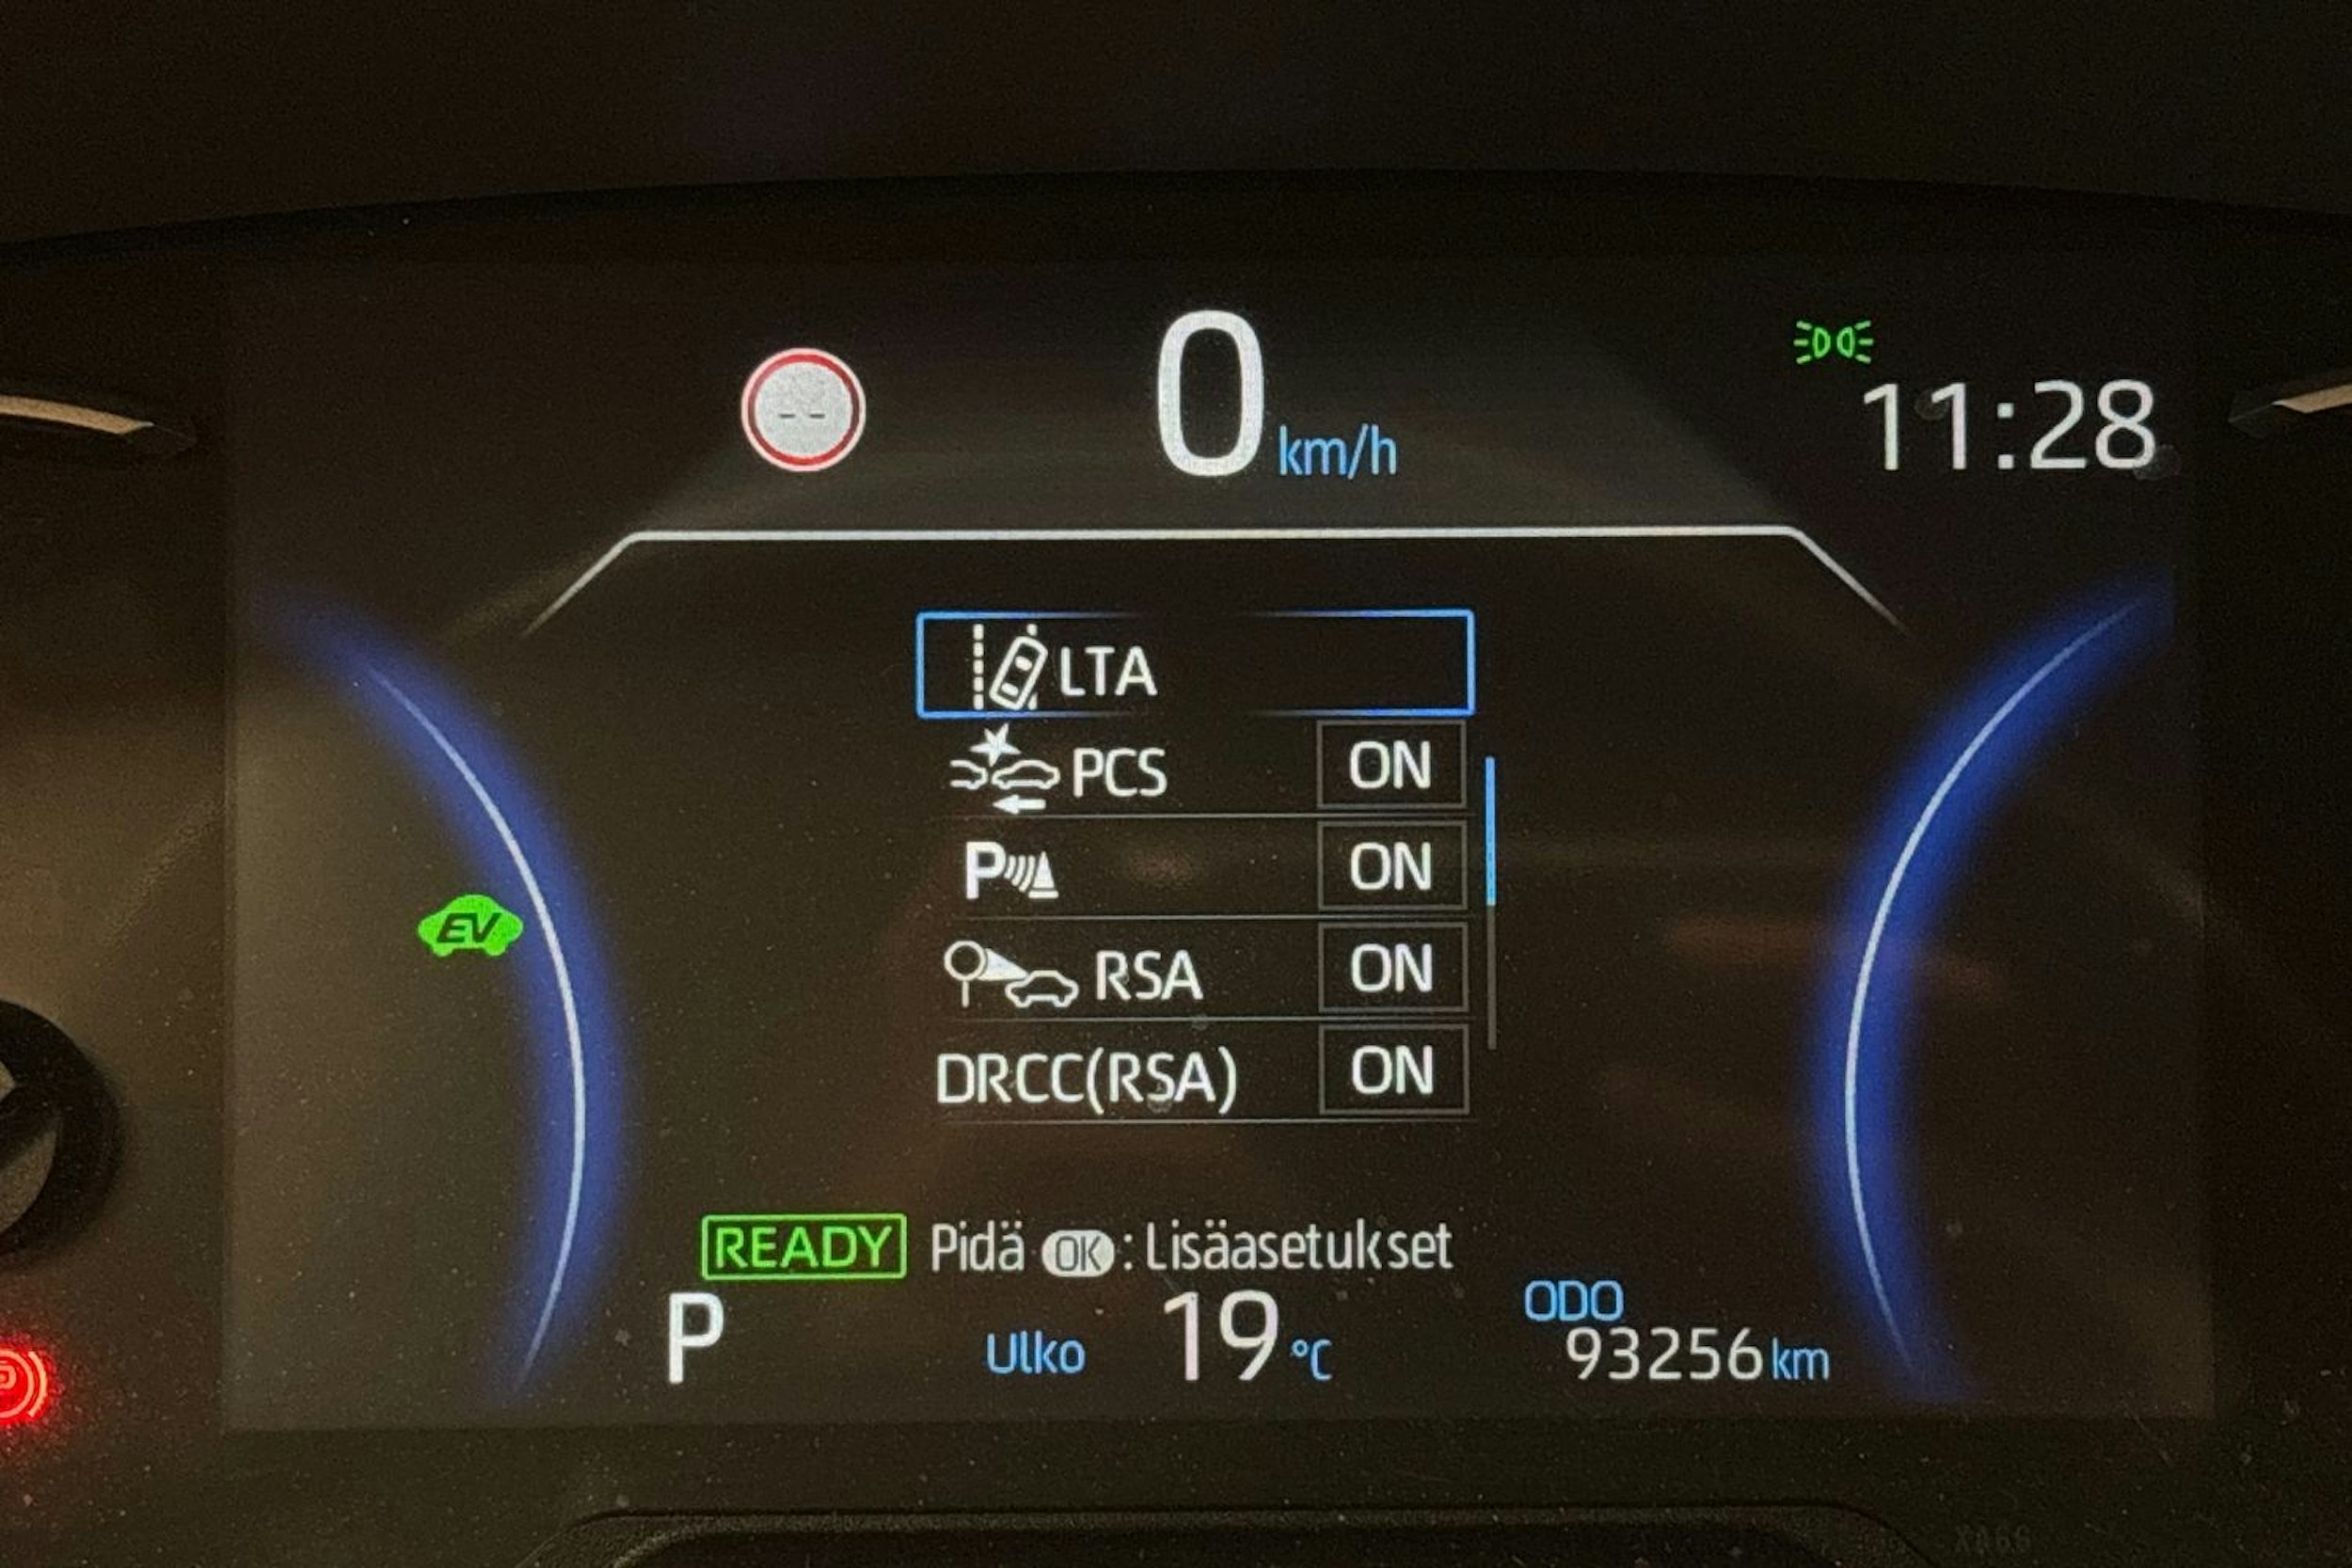 0 km/h
--
11:28
LTA
PCS ON
P ON
RSA ON
DRCC(RSA) ON
EV
READY Pidä OK : Lisäasetukset
P Ulko 19 °C
ODO
93256 km